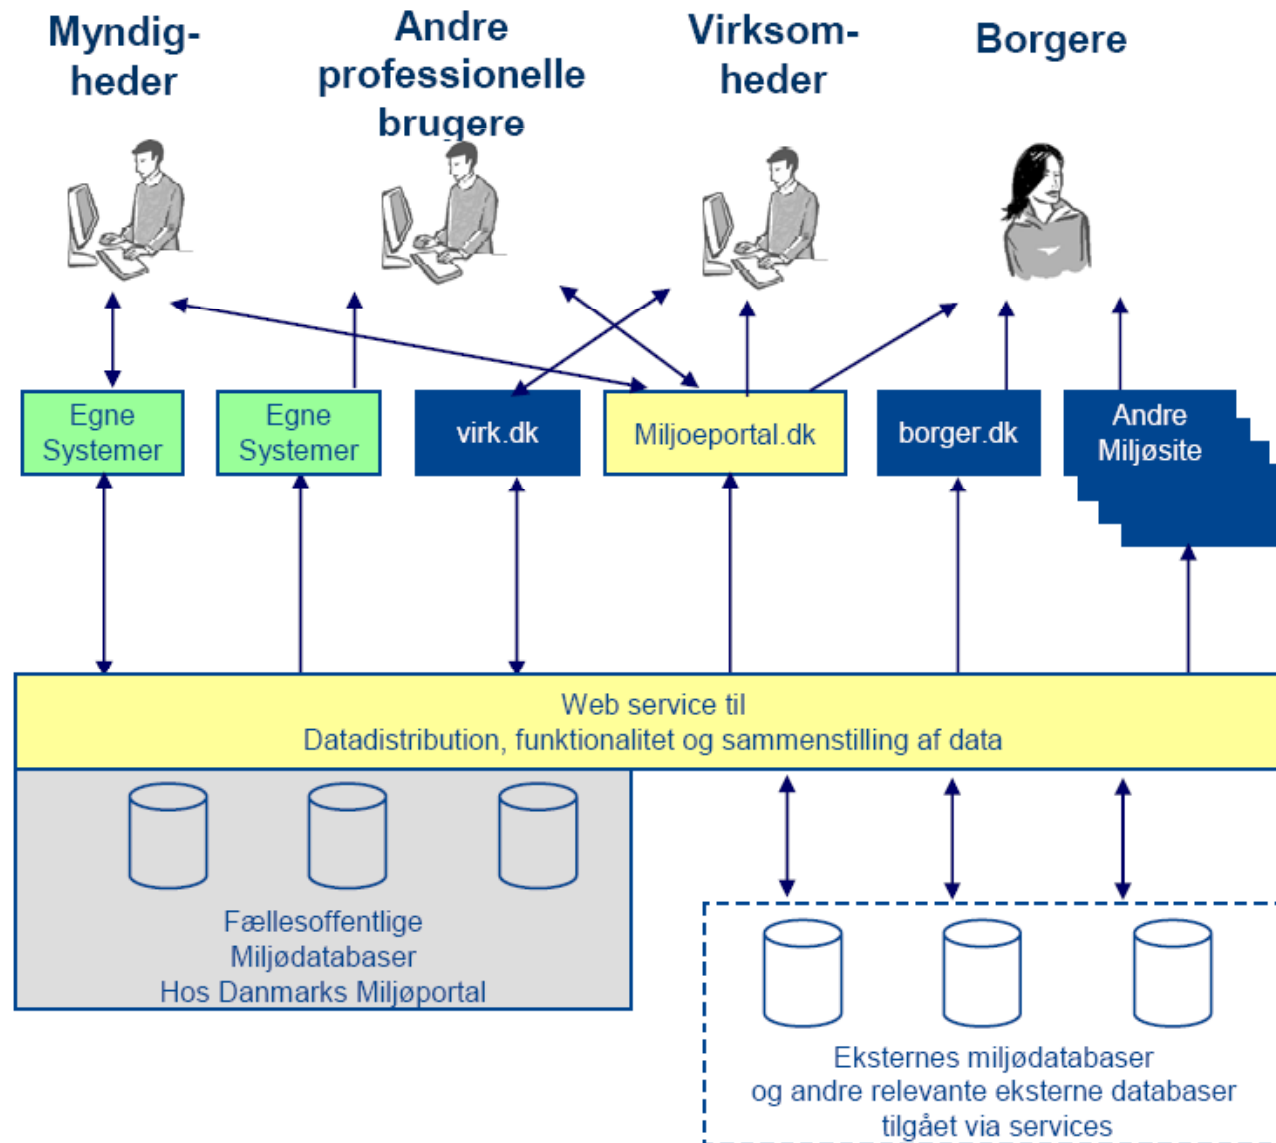 Myndig-
heder
Andre
professionelle
brugere
Virksom-
heder
Borgere
Egne
Systemer
Egne
Systemer
virk.dk
Miljoeportal.dk
borger.dk
Andre
Miljøsite
Web service til
Datadistribution, funktionalitet og sammenstilling af data
Fællesoffentlige
Miljødatabaser
Hos Danmarks Miljøportal
Eksternes miljødatabaser
og andre relevante eksterne databaser
tilgået via services